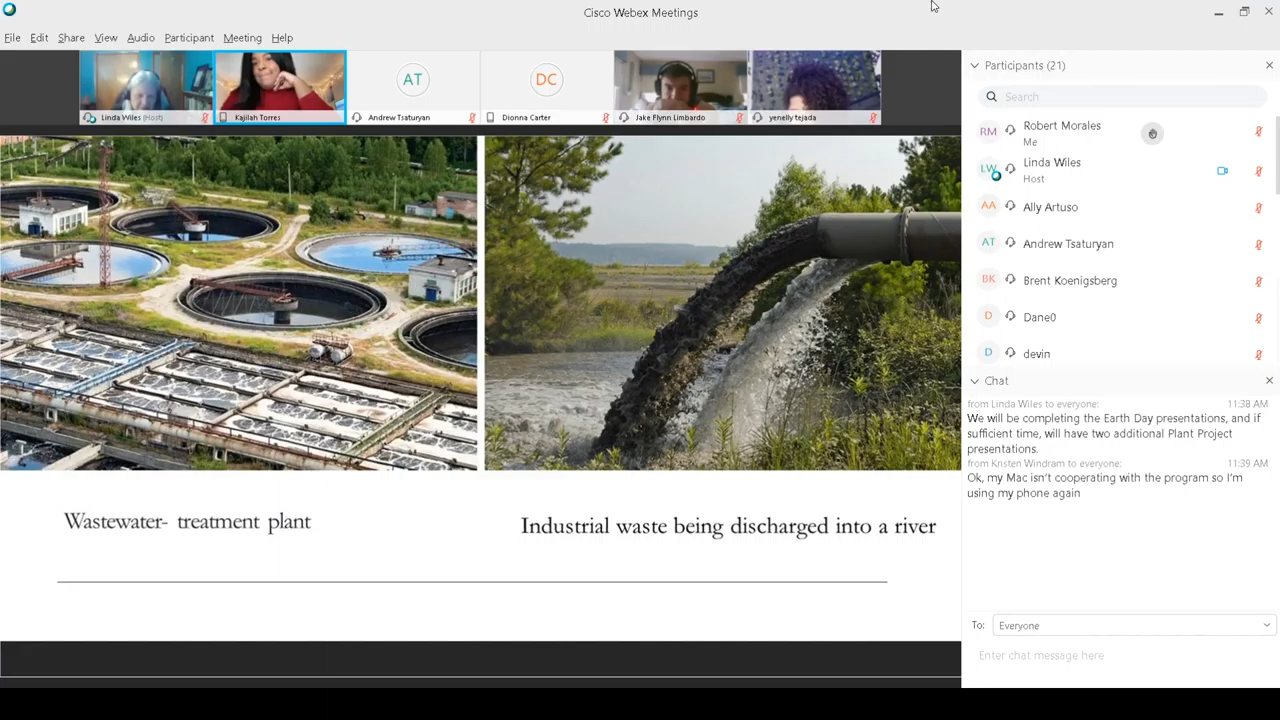 Cisco Webex Meetings
File Edit Share View Audio Participant Meeting Help
Linda Wiles (Host)
Kajilah Torres
AT
Andrew Tsaturyan
DC
Dionna Carter
Jake Flynn Limbardo
yenelly tejada
Participants (21)
Search
RM Robert Morales
Me
LW Linda Wiles
Host
AA Ally Artuso
AT Andrew Tsaturyan
BK Brent Koenigsberg
D Dane0
D devin
Chat
from Linda Wiles to everyone: 11:38 AM
We will be completing the Earth Day presentations, and if
sufficient time, will have two additional Plant Project
presentations.
from Kristen Windram to everyone: 11:39 AM
Ok, my Mac isn't cooperating with the program so I'm
using my phone again
Wastewater- treatment plant
Industrial waste being discharged into a river
To: Everyone
Enter chat message here